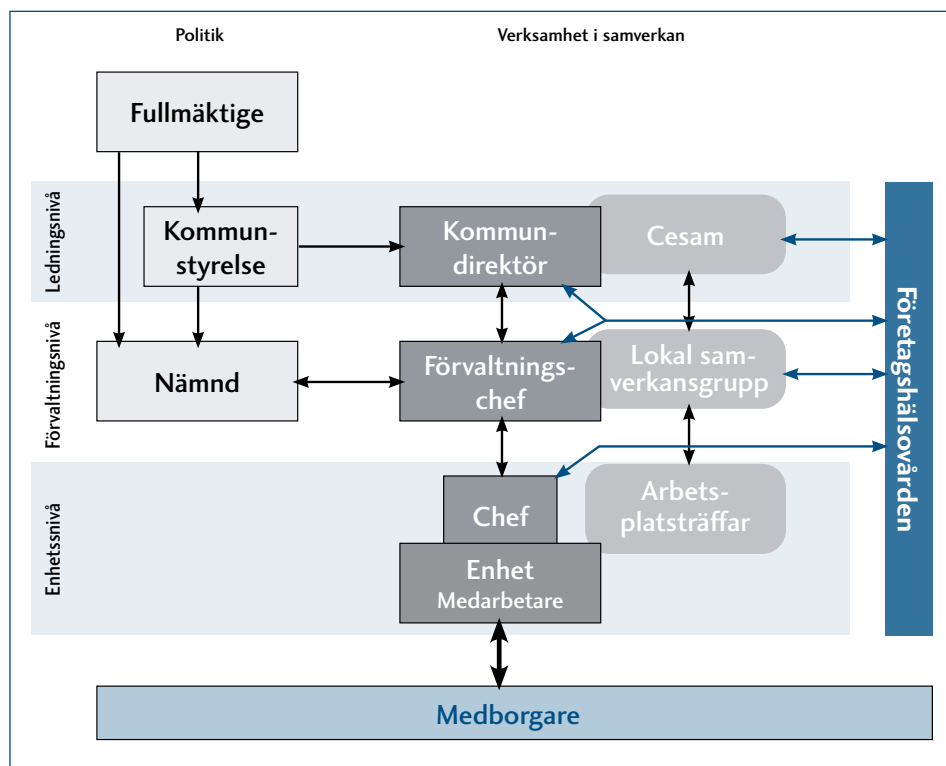 Politik
Verksamhet i samverkan
Fullmäktige
Ledningsnivå
Kommun-
styrelse
Kommun-
direktör
Cesam
Förvaltningsnivå
Nämnd
Förvaltnings-
chef
Lokal sam-
verkansgrupp
Enhetssnivå
Chef
Arbets-
platsträffar
Enhet
Medarbetare
Företagshälsovården
Medborgare